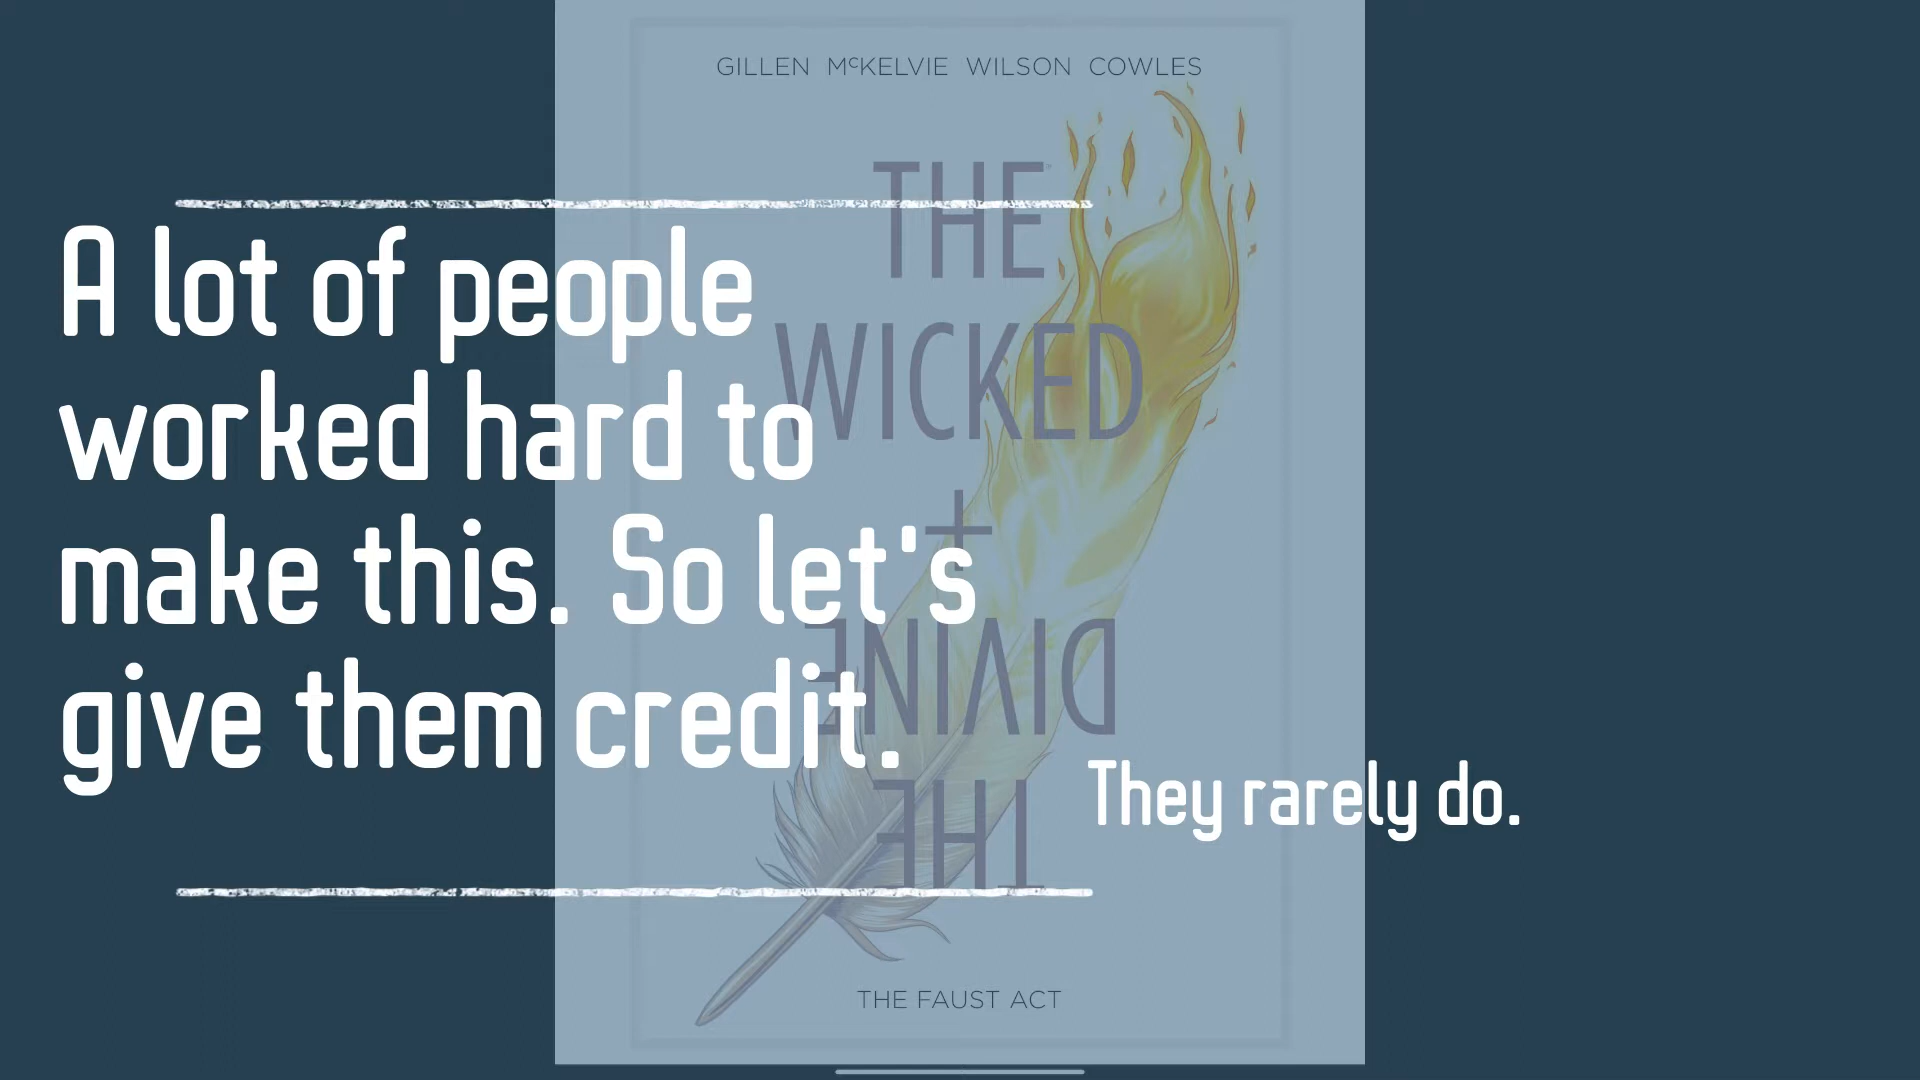 GILLEN McKELVIE WILSON COWLES
THE
WICKED
+
DIVINE
THE
A lot of people
worked hard to
make this. So let's
give them credit.
They rarely do.
THE FAUST ACT